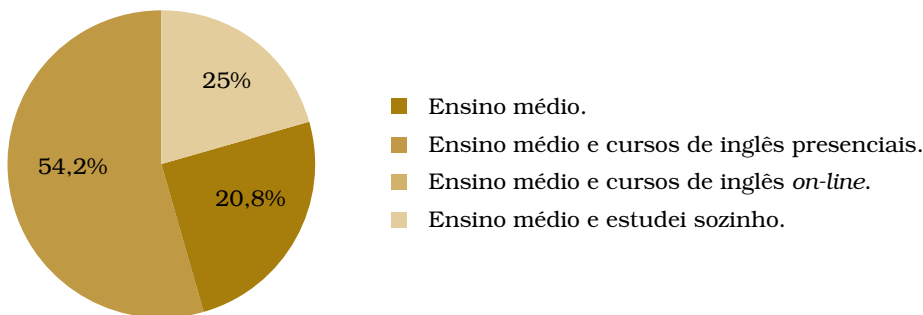 25%
54,2%
20,8%
Ensino médio.
Ensino médio e cursos de inglês presenciais.
Ensino médio e cursos de inglês on-line.
Ensino médio e estudei sozinho.